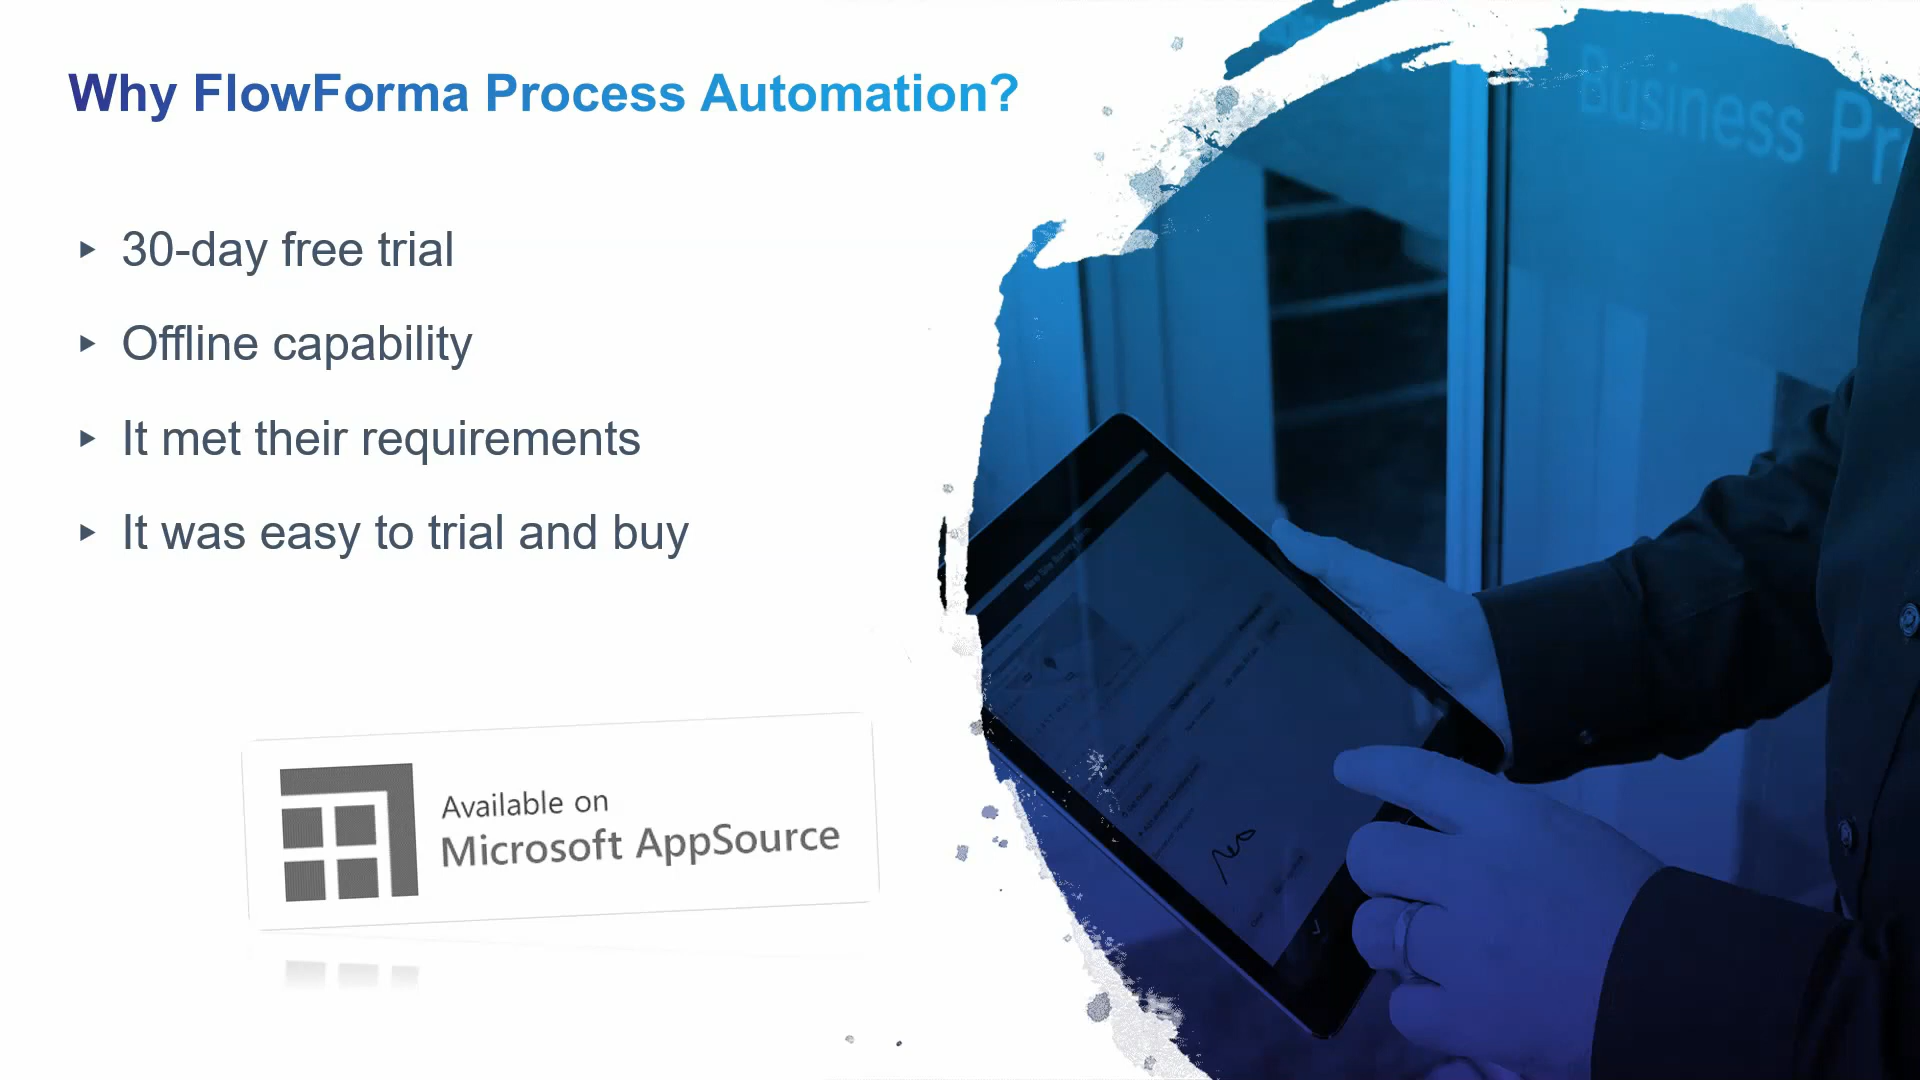 Why FlowForma Process Automation?
30-day free trial
Offline capability
It met their requirements
It was easy to trial and buy
Available on
Microsoft AppSource
Business Pr